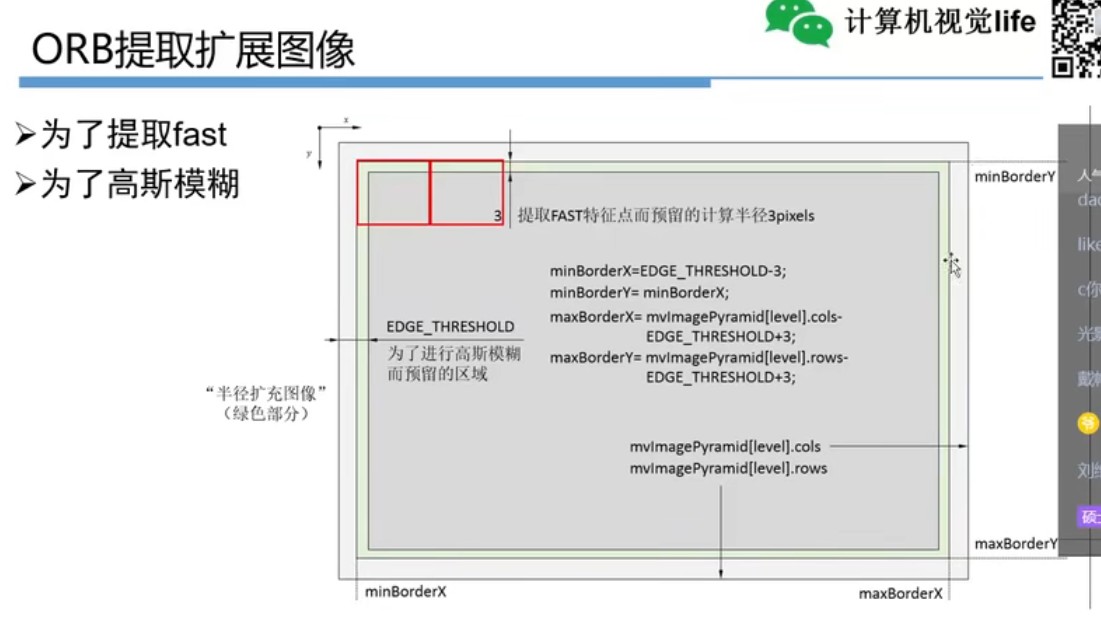 ORB提取扩展图像
计算机视觉life
➢为了提取fast
➢为了高斯模糊
x
y
minBorderY
人气
3
提取FAST特征点而预留的计算半径3pixels
like
minBorderX=EDGE_THRESHOLD-3;
minBorderY= minBorderX;
c你
maxBorderX= mvImagePyramid[level].cols-
EDGE_THRESHOLD+3;
maxBorderY= mvImagePyramid[level].rows-
EDGE_THRESHOLD+3;
EDGE_THRESHOLD
为了进行高斯模糊
而预留的区域
光影
“半径扩充图像”
（绿色部分）
mvImagePyramid[level].cols
mvImagePyramid[level].rows
maxBorderY
minBorderX
maxBorderX